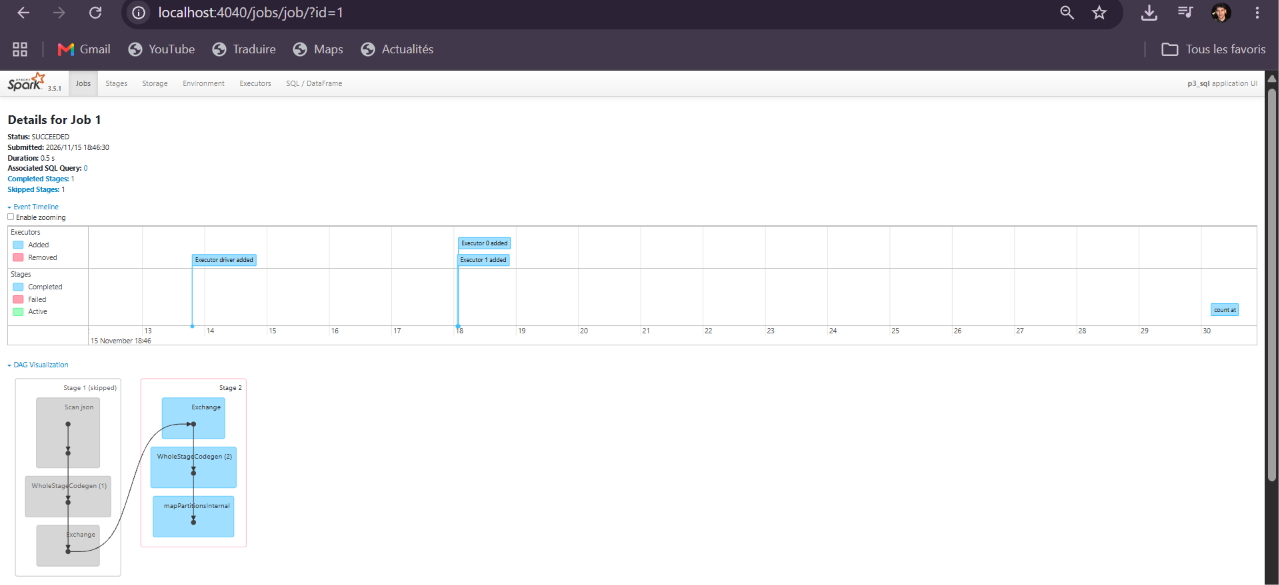 localhost:4040/jobs/job/?id=1
Gmail YouTube Traduire Maps Actualités Tous les favoris
APACHE Spark 3.5.1 Jobs Stages Storage Environment Executors SQL / DataFrame p3_sql application UI
Details for Job 1
Status: SUCCEEDED
Submitted: 2026/11/15 18:46:30
Duration: 0.5 s
Associated SQL Query: 0
Completed Stages: 1
Skipped Stages: 1
Event Timeline
Enable zooming
Executors
Added
Removed
Executor driver added
Executor 0 added
Executor 1 added
Stages
Completed
Failed
Active
count at
13 14 15 16 17 18 19 20 21 22 23 24 25 26 27 28 29 30
15 November 18:46
DAG Visualization
Stage 1 (skipped)
Scan json
WholeStageCodegen (1)
Exchange
Stage 2
Exchange
WholeStageCodegen (2)
mapPartitionsInternal